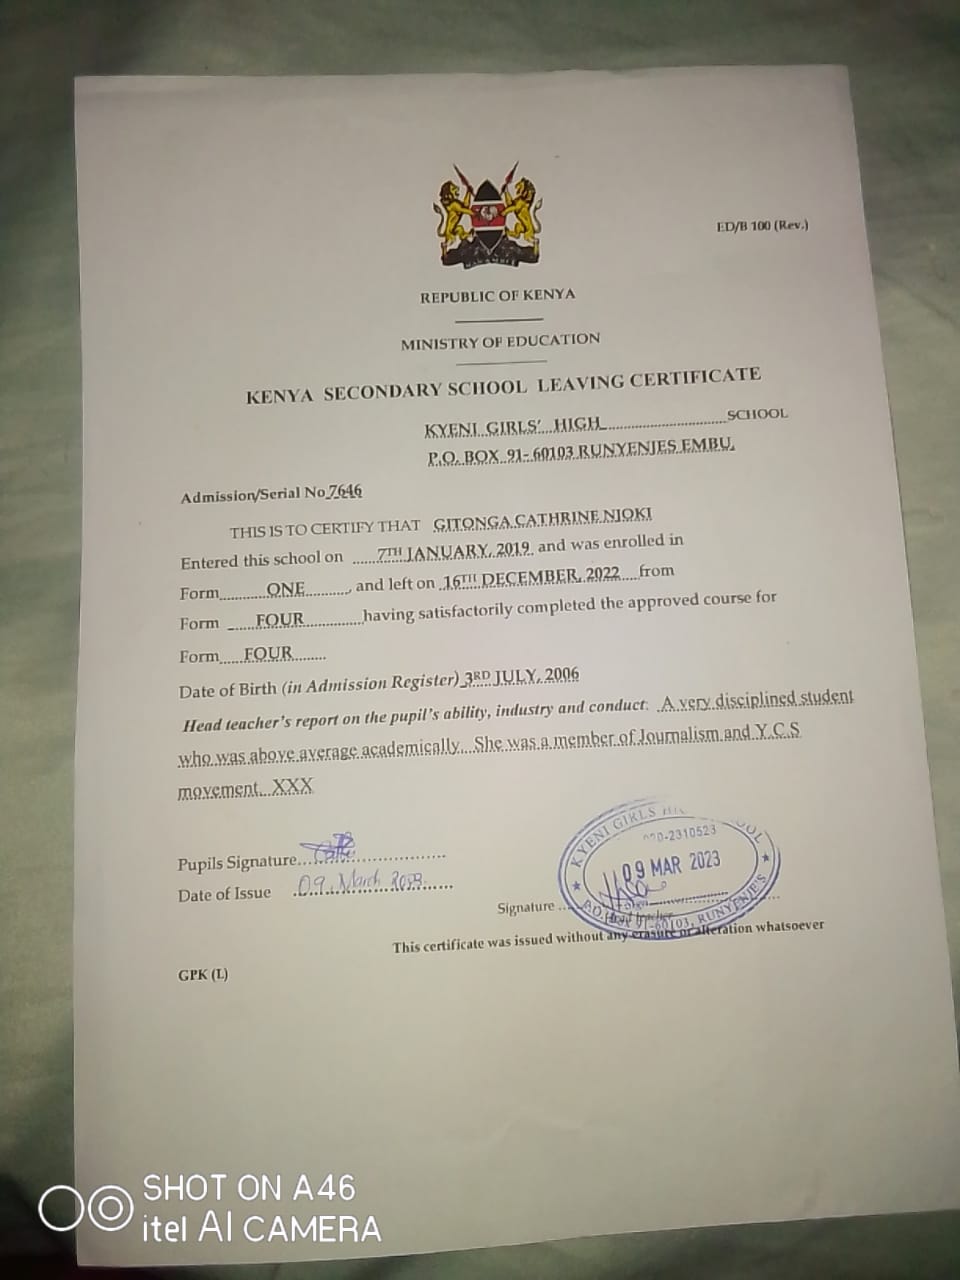 ED/B 100 (Rev.)
HARAMBEE
REPUBLIC OF KENYA
MINISTRY OF EDUCATION
KENYA SECONDARY SCHOOL LEAVING CERTIFICATE
KYENI GIRLS' HIGH SCHOOL
P.O. BOX 91- 60103 RUNYENJES EMBU.
Admission/Serial No 7646
THIS IS TO CERTIFY THAT GITONGA CATHRINE NJOKI
Entered this school on 7TH JANUARY, 2019 and was enrolled in
Form ONE, and left on 16TH DECEMBER, 2022 from
Form FOUR having satisfactorily completed the approved course for
Form FOUR
Date of Birth (in Admission Register) 3RD JULY, 2006
Head teacher's report on the pupil's ability, industry and conduct: A very disciplined student
who was above average academically. She was a member of Journalism and Y.C.S
movement. XXX
Pupils Signature
Date of Issue 09 March 2023
KYENI GIRLS
-2310523
09 MAR 2023
91-60103, RUNYENJES
Signature
Head teacher
This certificate was issued without any erasure or alteration whatsoever
GPK (L)
SHOT ON A46
itel AI CAMERA